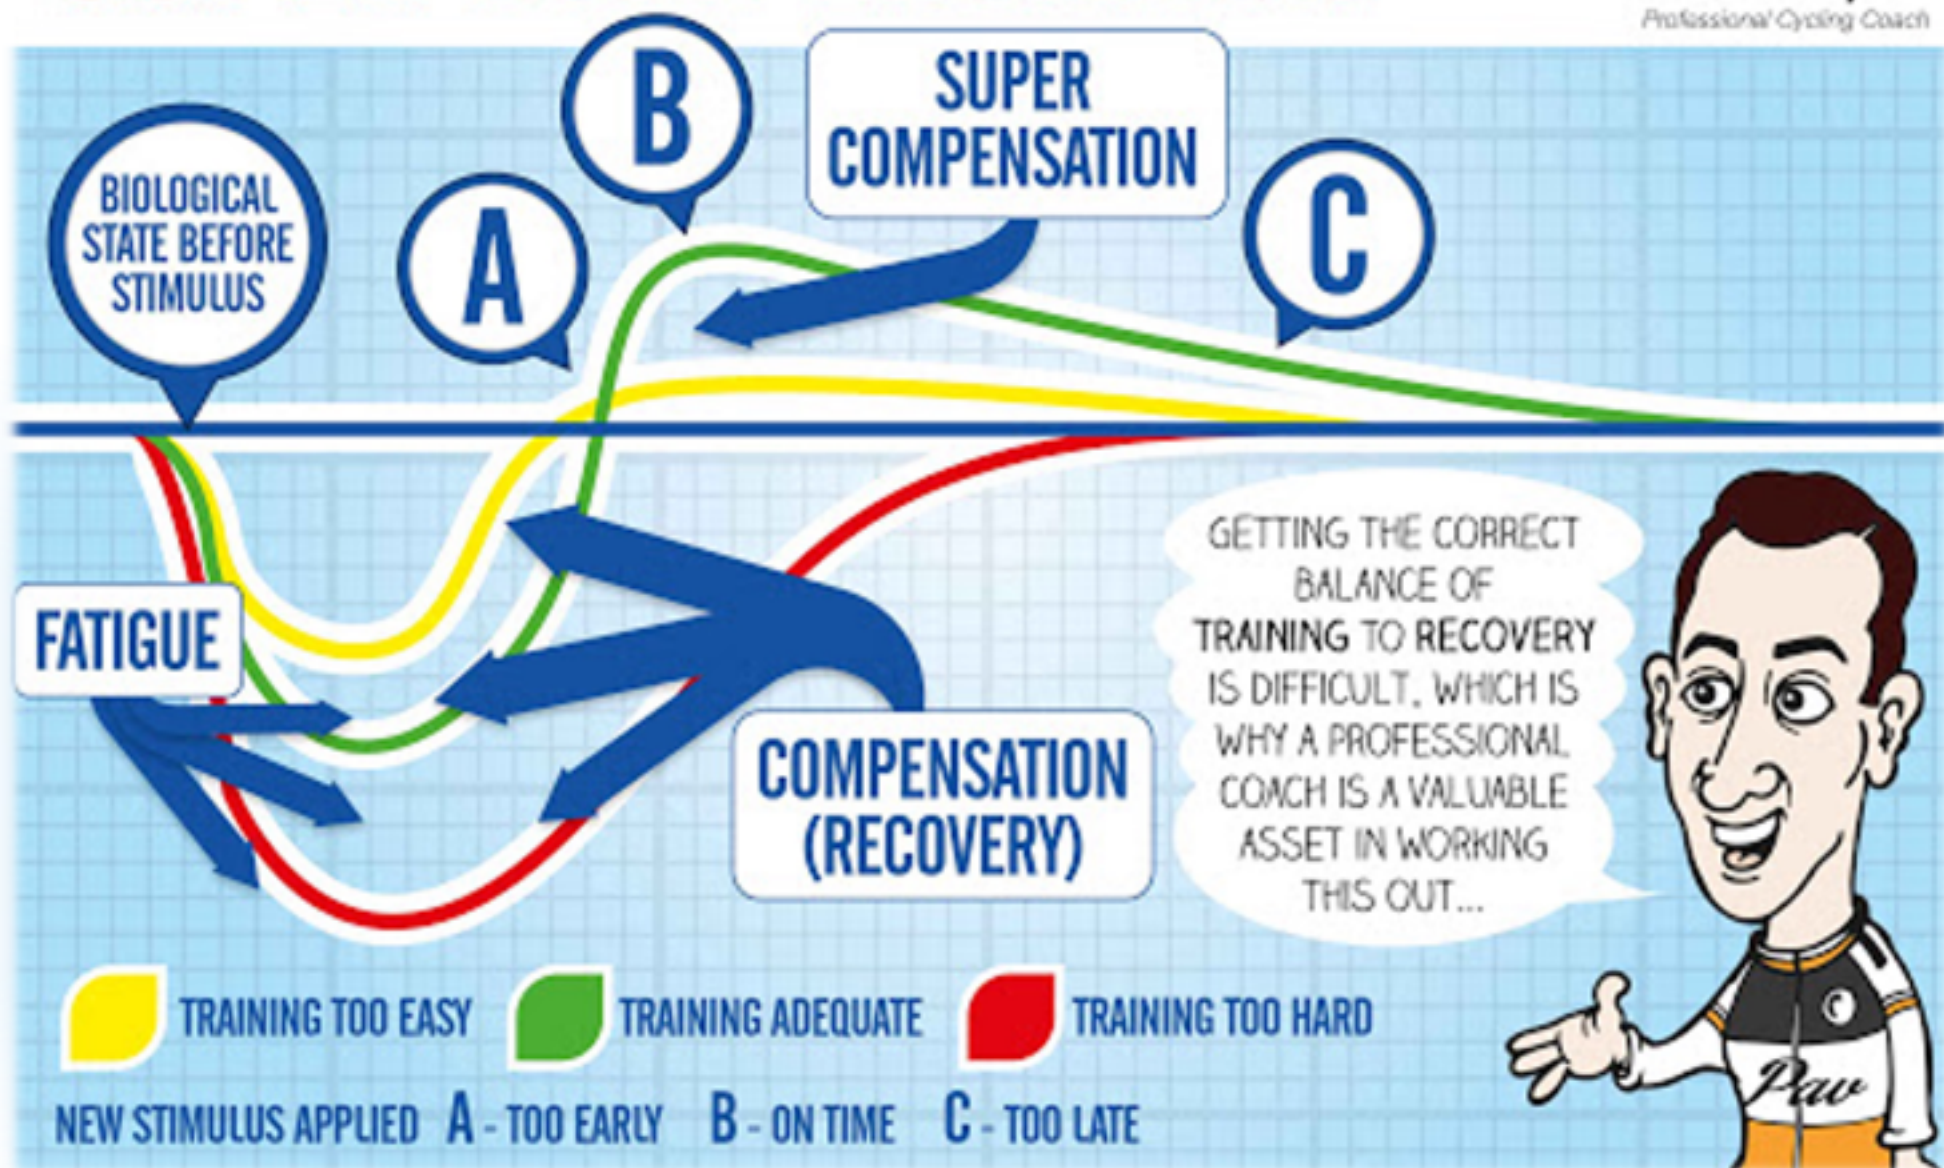 Professional Cycling Coach
BIOLOGICAL
STATE BEFORE
STIMULUS
A
B
SUPER
COMPENSATION
C
FATIGUE
COMPENSATION
(RECOVERY)
GETTING THE CORRECT
BALANCE OF
TRAINING TO RECOVERY
IS DIFFICULT, WHICH IS
WHY A PROFESSIONAL
COACH IS A VALUABLE
ASSET IN WORKING
THIS OUT...
Paw
TRAINING TOO EASY
TRAINING ADEQUATE
TRAINING TOO HARD
NEW STIMULUS APPLIED A - TOO EARLY B - ON TIME C - TOO LATE